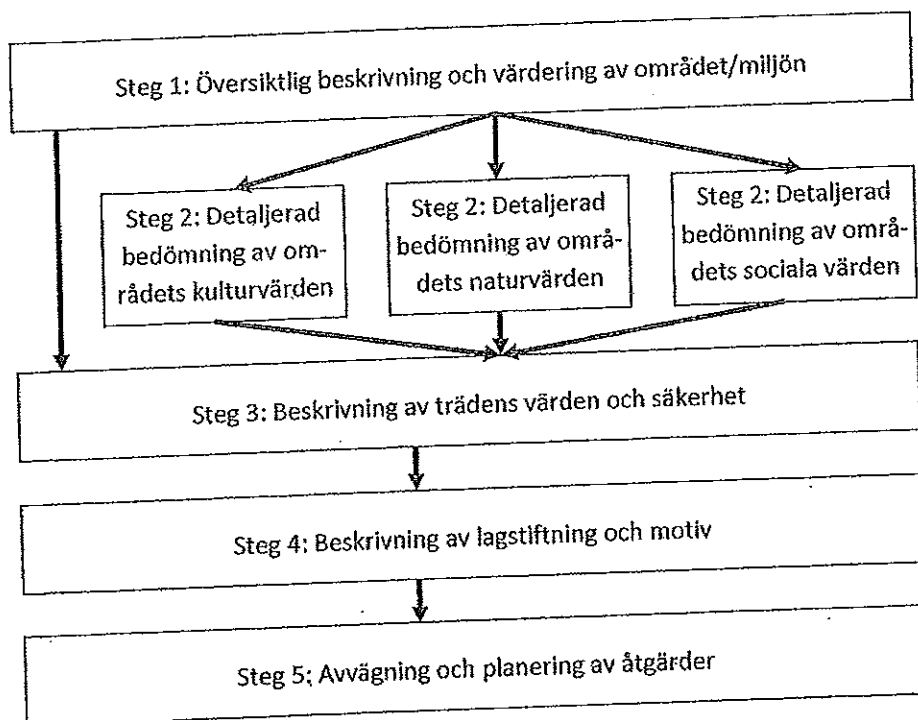 Steg 1: Översiktlig beskrivning och värdering av området/miljön
Steg 2: Detaljerad
bedömning av om-
rådets kulturvärden
Steg 2: Detaljerad
bedömning av områ-
dets naturvärden
Steg 2: Detaljerad
bedömning av områ-
dets sociala värden
Steg 3: Beskrivning av trädens värden och säkerhet
Steg 4: Beskrivning av lagstiftning och motiv
Steg 5: Avvägning och planering av åtgärder